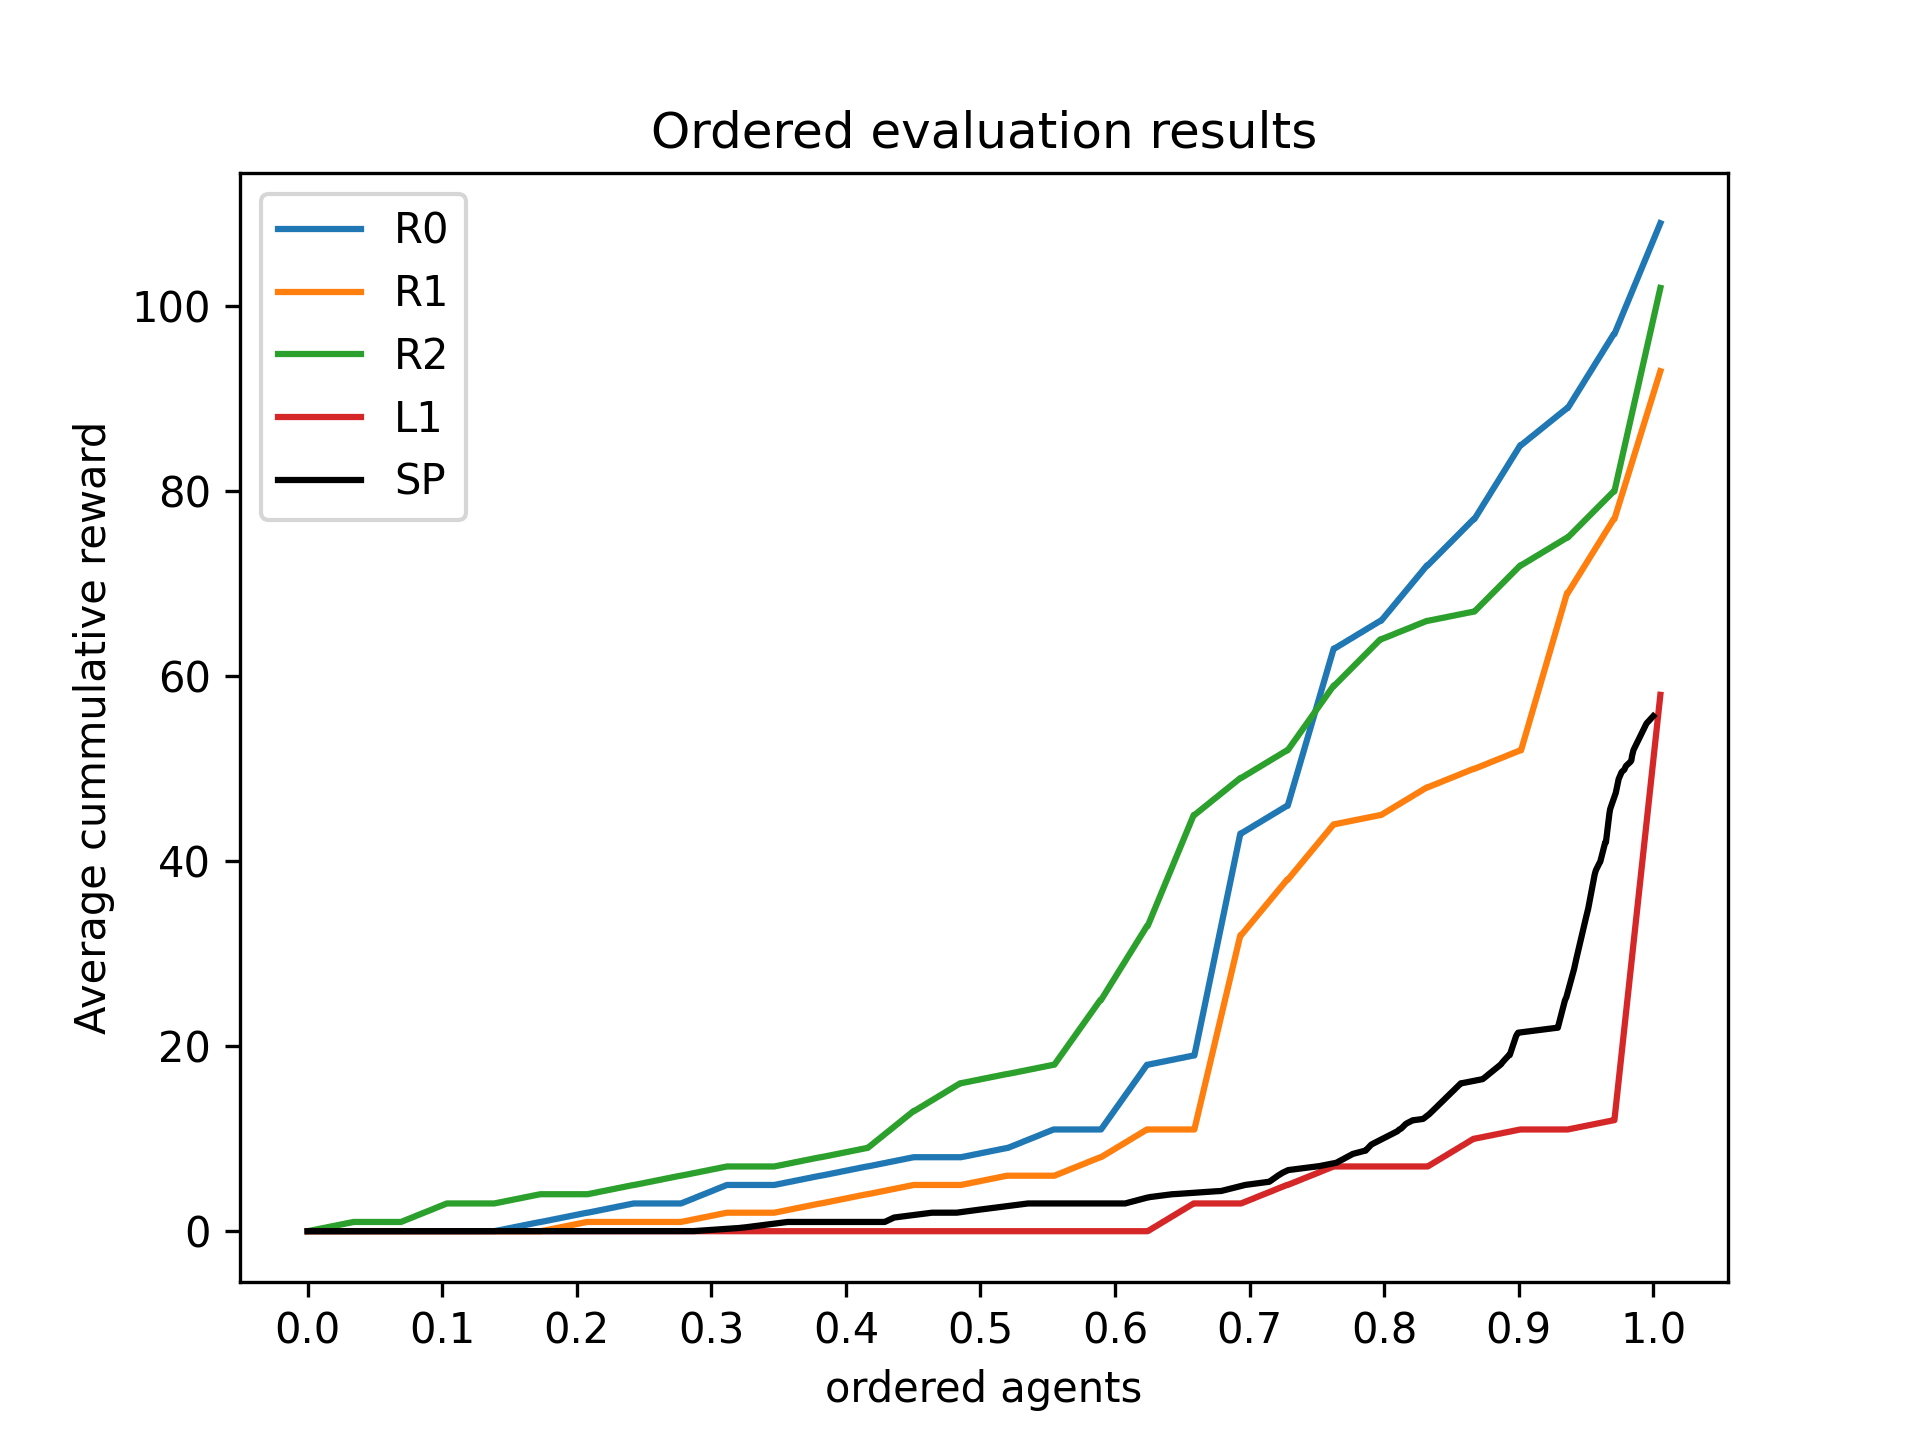 Ordered evaluation results
R0
R1
R2
L1
SP
Average cummulative reward
100
80
60
40
20
0
0.0 0.1 0.2 0.3 0.4 0.5 0.6 0.7 0.8 0.9 1.0
ordered agents